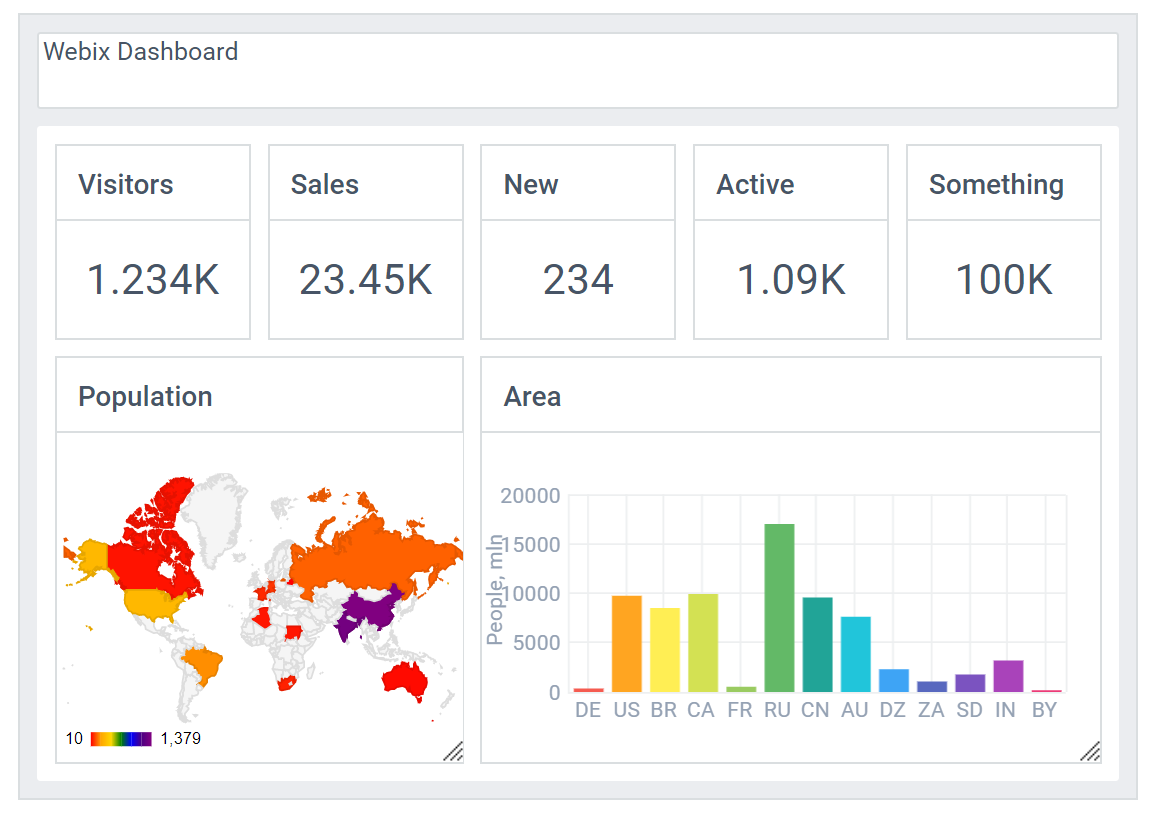 Webix Dashboard
Visitors
Sales
New
Active
Something
1.234K
23.45K
234
1.09K
100K
Population
10
1,379
Area
People, mln
20000
15000
10000
5000
0
DE US BR CA FR RU CN AU DZ ZA SD IN BY